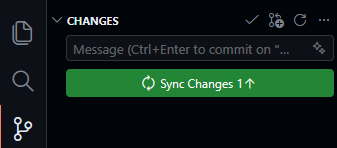 CHANGES
Message (Ctrl+Enter to commit on "...
Sync Changes 1↑